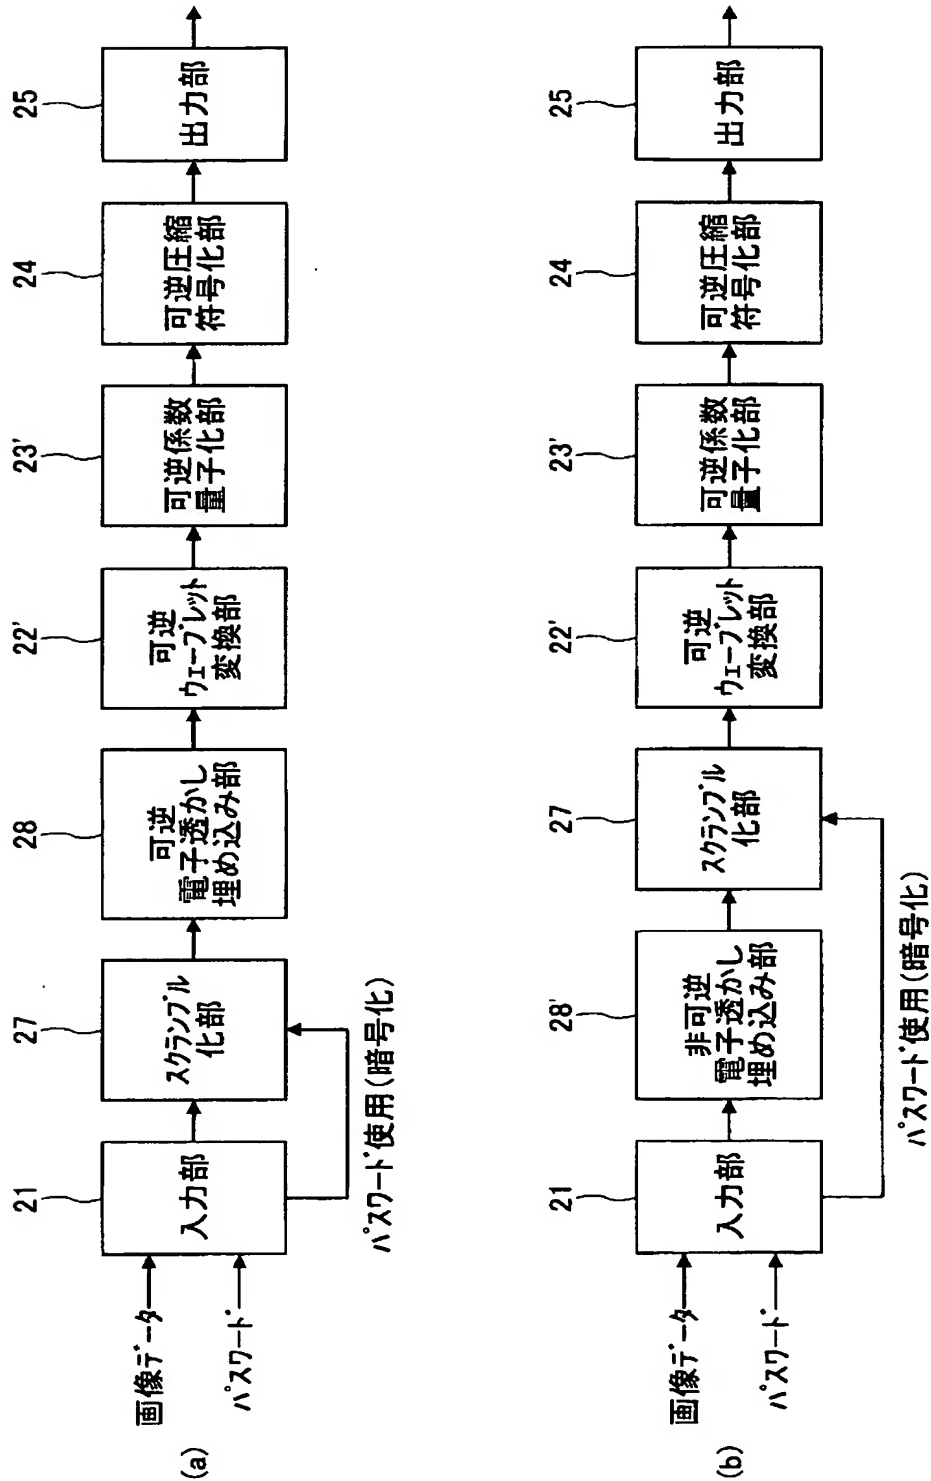 (a)
画像データ
パスワード
21
入力部
パスワード使用(暗号化)
27
スクランブル
化部
28
可逆
電子透かし
埋め込み部
22'
可逆
ウェーブレット
変換部
23'
可逆係数
量子化部
24
可逆圧縮
符号化部
25
出力部
(b)
画像データ
パスワード
21
入力部
パスワード使用(暗号化)
28'
非可逆
電子透かし
埋め込み部
27
スクランブル
化部
22'
可逆
ウェーブレット
変換部
23'
可逆係数
量子化部
24
可逆圧縮
符号化部
25
出力部